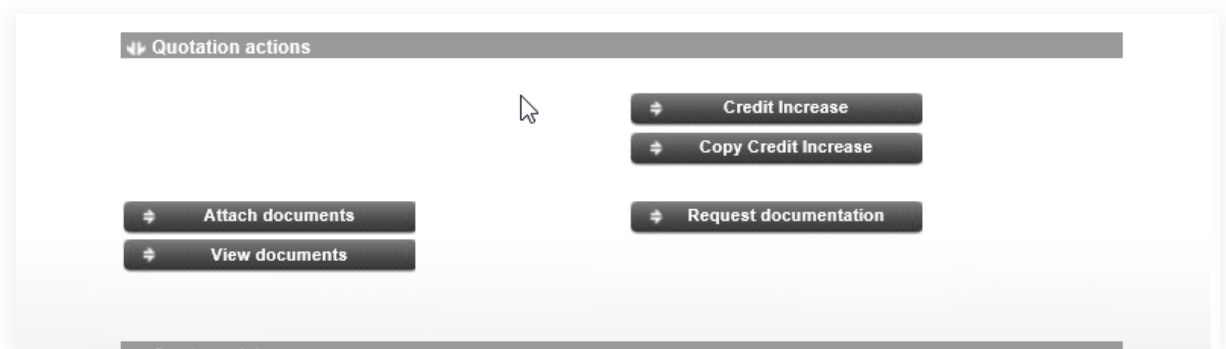 Quotation actions
Credit Increase
Copy Credit Increase
Attach documents
Request documentation
View documents